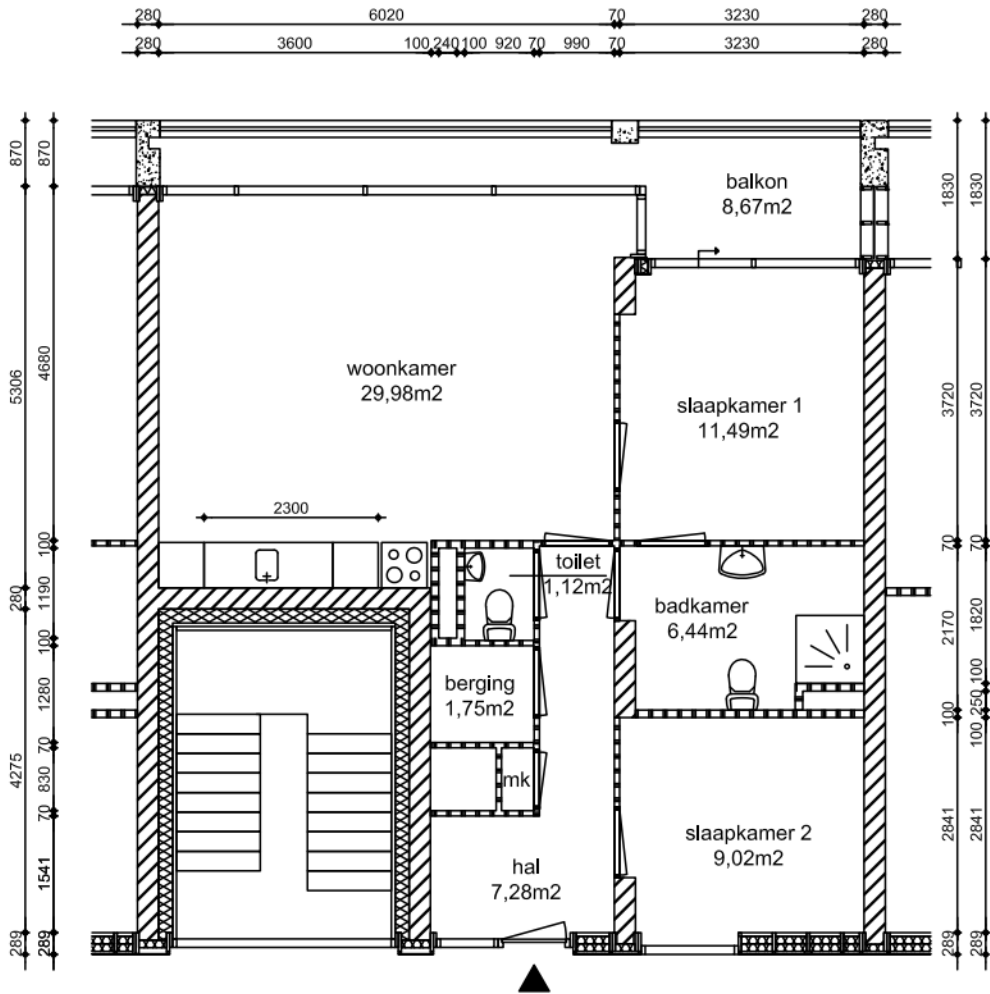 280 6020 70 3230 280
280 3600 100 240 100 920 70 990 70 3230 280
870 870 1830 1830
balkon
8,67m2
5306 4680 3720 3720
woonkamer
29,98m2
slaapkamer 1
11,49m2
2300
100 70 70
280 1190 2170 1820
toilet
1,12m2
badkamer
6,44m2
100 100
berging
1,75m2
1280 100 250
100 100
4275 70
mk
830
70 2841 2841
slaapkamer 2
9,02m2
hal
7,28m2
1541
289 289 289 289